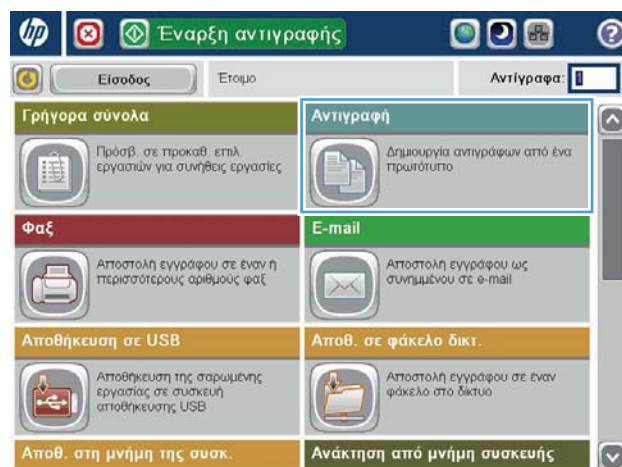 hp
Έναρξη αντιγραφής
?
Είσοδος
Έτοιμο
Αντίγραφα: 1
Γρήγορα σύνολα
Πρόσβ. σε προκαθ. επιλ.
εργασιών για συνήθεις εργασίες
Αντιγραφή
Δημιουργία αντιγράφων από ένα
πρωτότυπο
Φαξ
Αποστολή εγγράφου σε έναν ή
περισσότερους αριθμούς φαξ
E-mail
Αποστολή εγγράφου ως
συνημμένου σε e-mail
Αποθήκευση σε USB
Αποθήκευση της σαρωμένης
εργασίας σε συσκευή
αποθήκευσης USB
Αποθ. σε φάκελο δικτ.
Αποστολή εγγράφου σε έναν
φάκελο στο δίκτυο
Αποθ. στη μνήμη της συσκ.
Ανάκτηση από μνήμη συσκευής